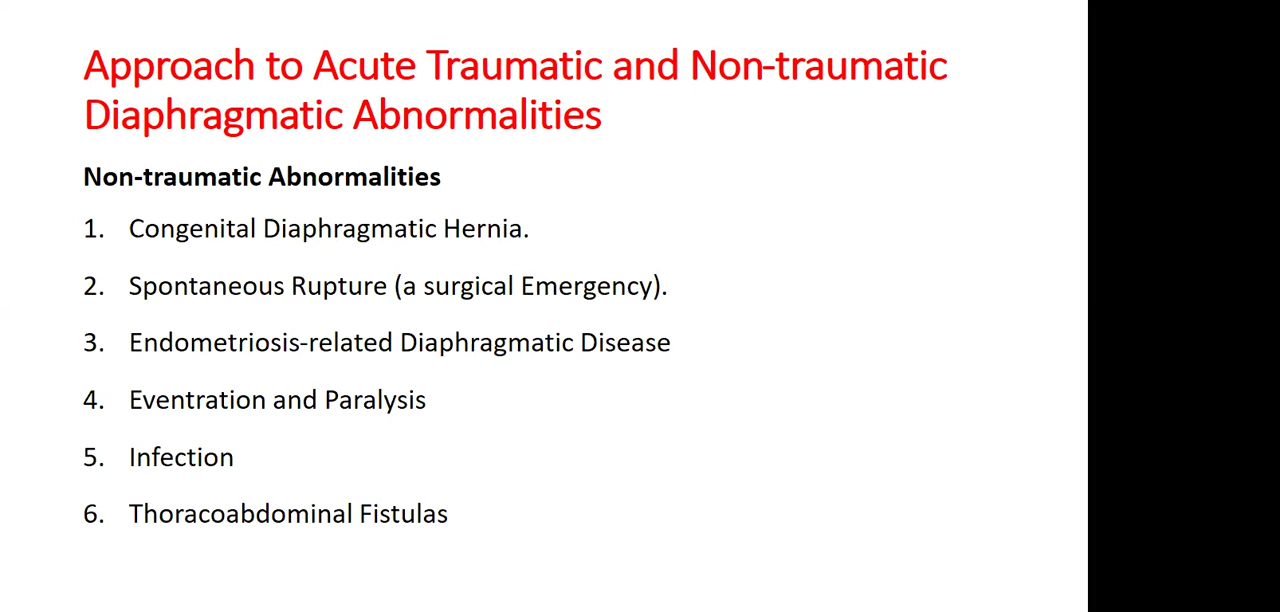 Approach to Acute Traumatic and Non-traumatic
Diaphragmatic Abnormalities
Non-traumatic Abnormalities
1. Congenital Diaphragmatic Hernia.
2. Spontaneous Rupture (a surgical Emergency).
3. Endometriosis-related Diaphragmatic Disease
4. Eventration and Paralysis
5. Infection
6. Thoracoabdominal Fistulas